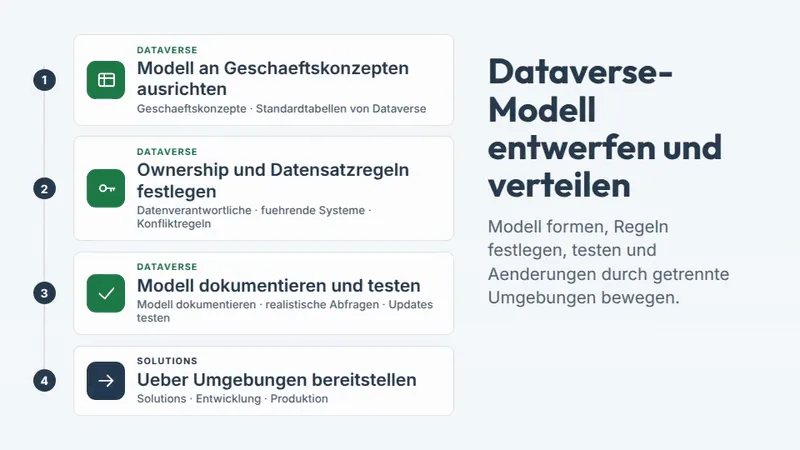 1
DATAVERSE
Modell an Geschaeftskonzepten
ausrichten
Geschaeftskonzepte · Standardtabellen von Dataverse
2
DATAVERSE
Ownership und Datensatzregeln
festlegen
Datenverantwortliche · fuehrende Systeme ·
Konfliktregeln
3
DATAVERSE
Modell dokumentieren und testen
Modell dokumentieren · realistische Abfragen · Updates
testen
4
SOLUTIONS
Ueber Umgebungen bereitstellen
Solutions · Entwicklung · Produktion
Dataverse-
Modell
entwerfen und
verteilen
Modell formen, Regeln
festlegen, testen und
Aenderungen durch getrennte
Umgebungen bewegen.